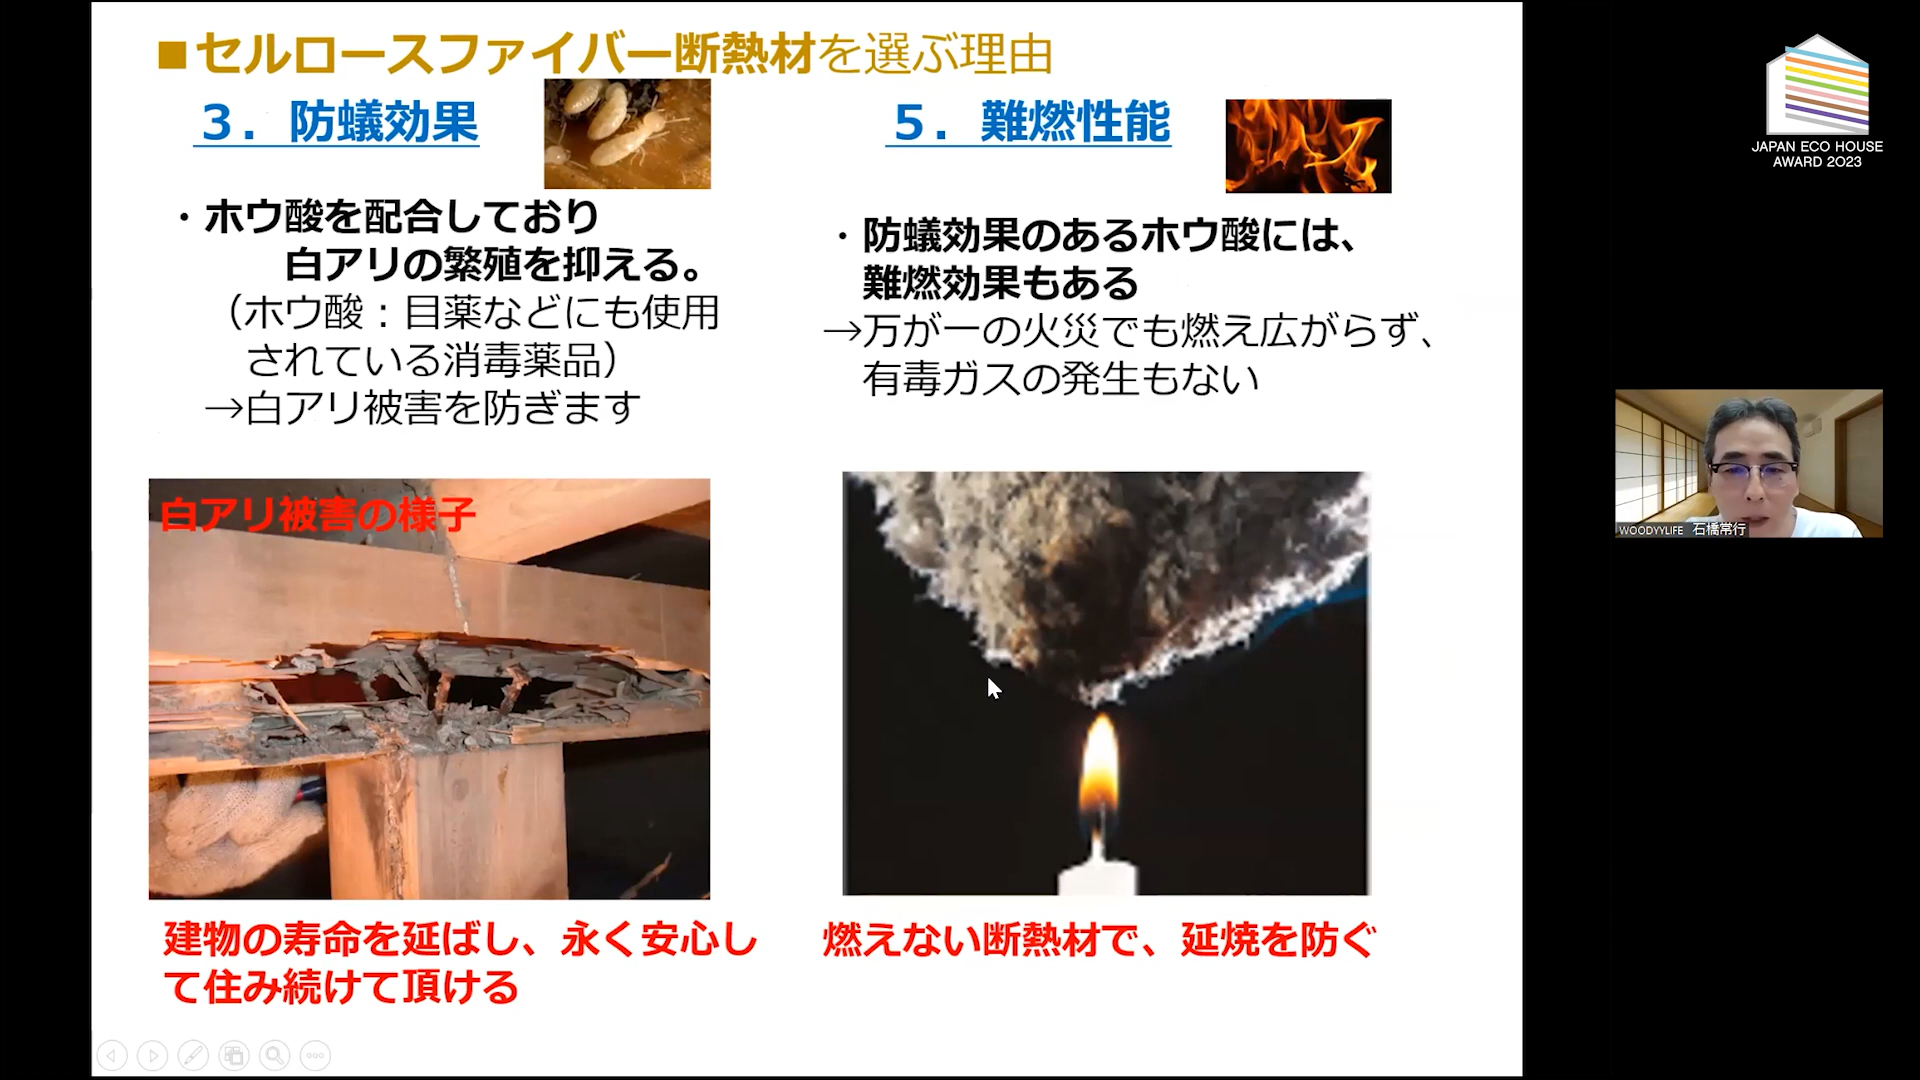 ■セルロースファイバー断熱材を選ぶ理由
３．防蟻効果
・ホウ酸を配合しており
白アリの繁殖を抑える。
（ホウ酸：目薬などにも使用
されている消毒薬品）
→白アリ被害を防ぎます
白アリ被害の様子
建物の寿命を延ばし、永く安心し
て住み続けて頂ける
５．難燃性能
・防蟻効果のあるホウ酸には、
難燃効果もある
→万が一の火災でも燃え広がらず、
有毒ガスの発生もない
燃えない断熱材で、延焼を防ぐ
JAPAN ECO HOUSE
AWARD 2023
WOODYYLIFE 石橋常行